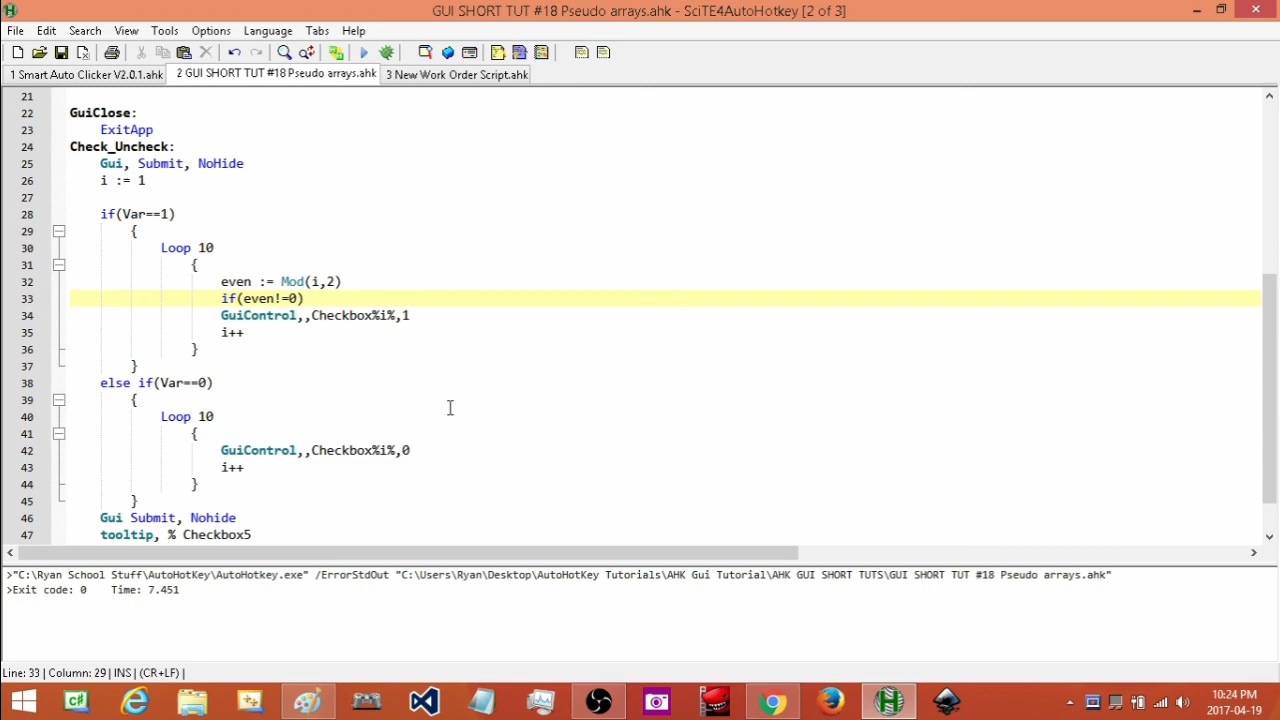 GUI SHORT TUT #18 Pseudo arrays.ahk - SciTE4AutoHotkey [2 of 3]
File Edit Search View Tools Options Language Tabs Help
1 Smart Auto Clicker V2.0.1.ahk 2 GUI SHORT TUT #18 Pseudo arrays.ahk 3 New Work Order Script.ahk
21
22 GuiClose:
23 ExitApp
24 Check_Uncheck:
25 Gui, Submit, NoHide
26 i := 1
27
28 if(Var==1)
29 {
30 Loop 10
31 {
32 even := Mod(i,2)
33 if(even!=0)
34 GuiControl,,Checkbox%i%,1
35 i++
36 }
37 }
38 else if(Var==0)
39 {
40 Loop 10
41 {
42 GuiControl,,Checkbox%i%,0
43 i++
44 }
45 }
46 Gui Submit, Nohide
47 tooltip, % Checkbox5
>"C:\Ryan School Stuff\AutoHotKey\AutoHotkey.exe" /ErrorStdOut "C:\Users\Ryan\Desktop\AutoHotKey Tutorials\AHK Gui Tutorial\AHK GUI SHORT TUTS\GUI SHORT TUT #18 Pseudo arrays.ahk"
>Exit code: 0 Time: 7.451
Line: 33 | Column: 29 | INS | (CR+LF) |
10:24 PM
2017-04-19